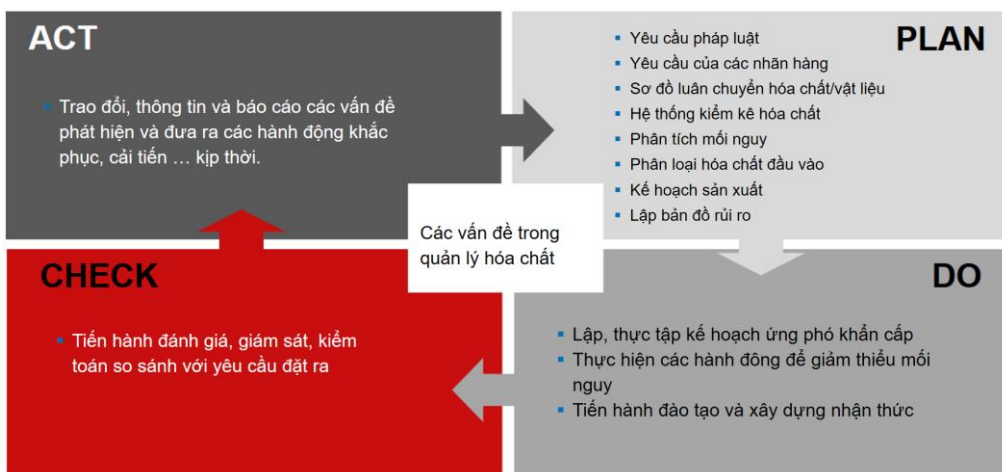 ACT
Trao đổi, thông tin và báo cáo các vấn đề
phát hiện và đưa ra các hành động khắc
phục, cải tiến … kịp thời.
PLAN
Yêu cầu pháp luật
Yêu cầu của các nhãn hàng
Sơ đồ luân chuyển hóa chất/vật liệu
Hệ thống kiểm kê hóa chất
Phân tích mối nguy
Phân loại hóa chất đầu vào
Kế hoạch sản xuất
Lập bản đồ rủi ro
Các vấn đề trong
quản lý hóa chất
CHECK
Tiến hành đánh giá, giám sát, kiểm
toán so sánh với yêu cầu đặt ra
DO
Lập, thực tập kế hoạch ứng phó khẩn cấp
Thực hiện các hành đông để giảm thiểu mối
nguy
Tiến hành đào tạo và xây dựng nhận thức